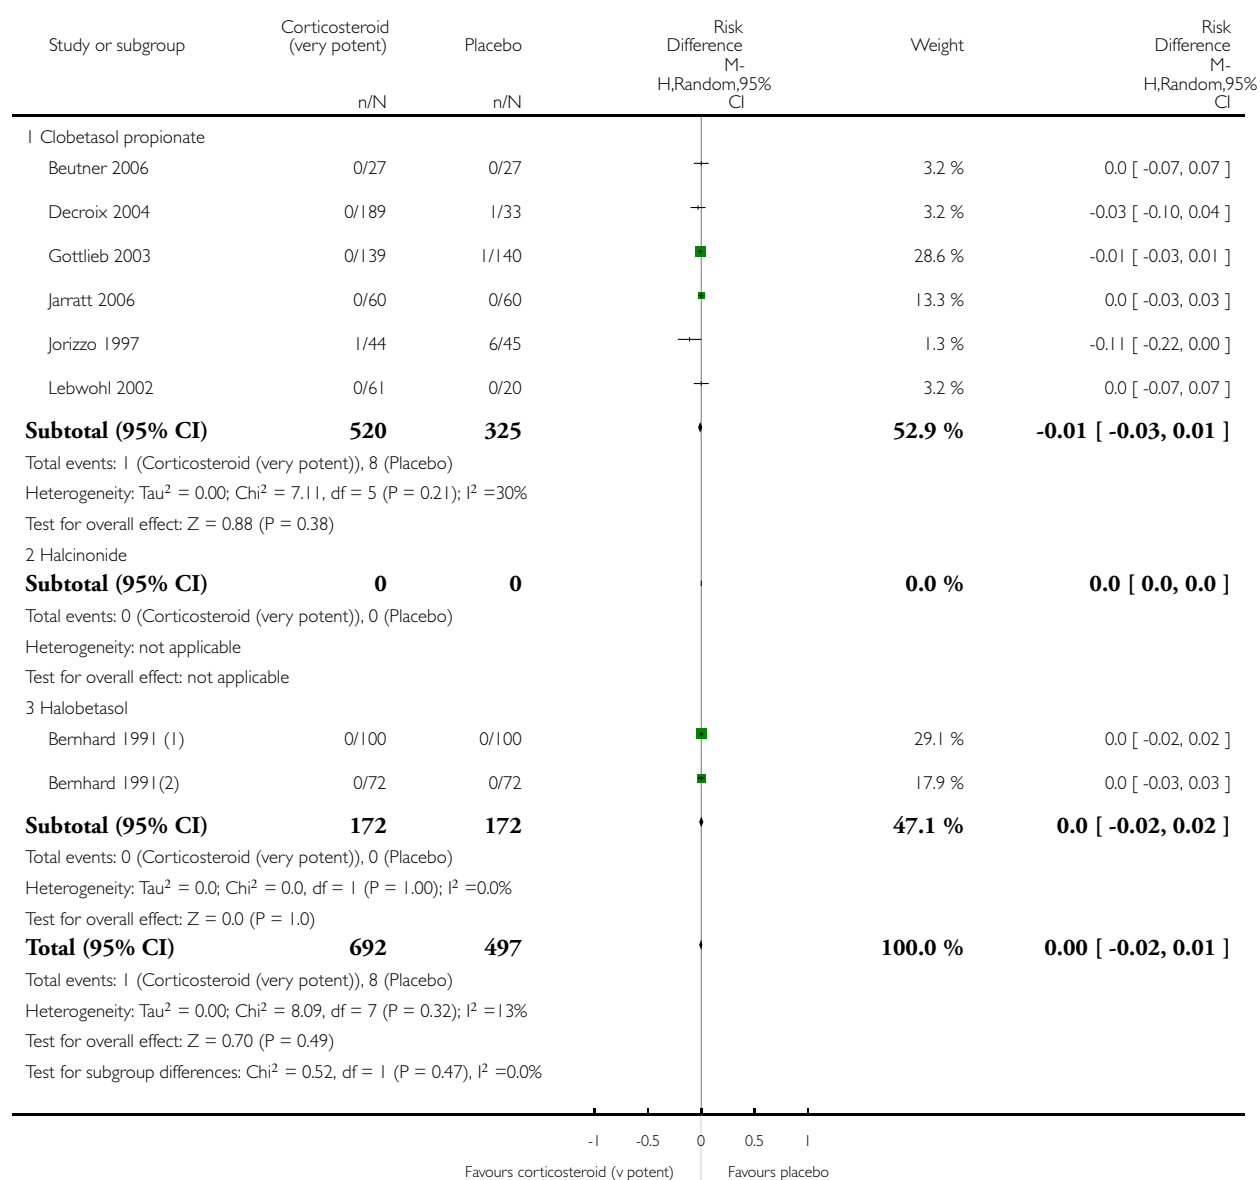 Study or subgroup Corticosteroid (very potent) Placebo Risk Difference M-H,Random,95% CI Weight Risk Difference M-H,Random,95% CI
n/N n/N
1 Clobetasol propionate
Beutner 2006 0/27 0/27 3.2 % 0.0 [ -0.07, 0.07 ]
Decroix 2004 0/189 1/33 3.2 % -0.03 [ -0.10, 0.04 ]
Gottlieb 2003 0/139 1/140 28.6 % -0.01 [ -0.03, 0.01 ]
Jarratt 2006 0/60 0/60 13.3 % 0.0 [ -0.03, 0.03 ]
Jorizzo 1997 1/44 6/45 1.3 % -0.11 [ -0.22, 0.00 ]
Lebwohl 2002 0/61 0/20 3.2 % 0.0 [ -0.07, 0.07 ]
Subtotal (95% CI) 520 325 52.9 % -0.01 [ -0.03, 0.01 ]
Total events: 1 (Corticosteroid (very potent)), 8 (Placebo)
Heterogeneity: Tau² = 0.00; Chi² = 7.11, df = 5 (P = 0.21); I² =30%
Test for overall effect: Z = 0.88 (P = 0.38)
2 Halcinonide
Subtotal (95% CI) 0 0 0.0 % 0.0 [ 0.0, 0.0 ]
Total events: 0 (Corticosteroid (very potent)), 0 (Placebo)
Heterogeneity: not applicable
Test for overall effect: not applicable
3 Halobetasol
Bernhard 1991 (1) 0/100 0/100 29.1 % 0.0 [ -0.02, 0.02 ]
Bernhard 1991(2) 0/72 0/72 17.9 % 0.0 [ -0.03, 0.03 ]
Subtotal (95% CI) 172 172 47.1 % 0.0 [ -0.02, 0.02 ]
Total events: 0 (Corticosteroid (very potent)), 0 (Placebo)
Heterogeneity: Tau² = 0.0; Chi² = 0.0, df = 1 (P = 1.00); I² =0.0%
Test for overall effect: Z = 0.0 (P = 1.0)
Total (95% CI) 692 497 100.0 % 0.00 [ -0.02, 0.01 ]
Total events: 1 (Corticosteroid (very potent)), 8 (Placebo)
Heterogeneity: Tau² = 0.00; Chi² = 8.09, df = 7 (P = 0.32); I² =13%
Test for overall effect: Z = 0.70 (P = 0.49)
Test for subgroup differences: Chi² = 0.52, df = 1 (P = 0.47), I² =0.0%
-1 -0.5 0 0.5 1
Favours corticosteroid (v potent) Favours placebo